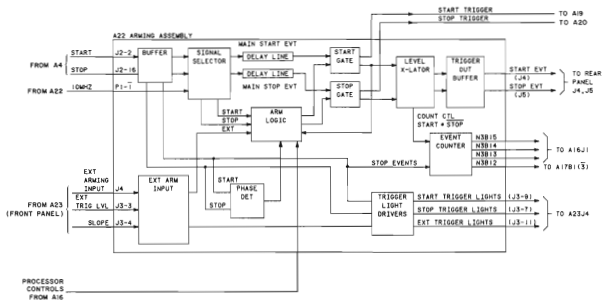 A22 ARMING ASSEMBLY
START TRIGGER
STOP TRIGGER
TO A19
TO A20
MAIN START EVT
START J2-2
BUFFER
SIGNAL SELECTOR
DELAY LINE
START GATE
FROM A4
STOP J2-16
DELAY LINE
LEVEL X-LATOR
TRIGGER OUT BUFFER
START EVT (J4)
TO REAR PANEL J4,J5
MAIN STOP EVT
STOP GATE
STOP EVT (J5)
FROM A22 10MHZ P1-1
START
STOP
EXT
ARM LOGIC
COUNT CTL
START * STOP
EVENT COUNTER
N3B15
N3B14
N3B13
N3B12
TO A16J1
TO A17B1(3)
STOP EVENTS
EXT ARMING INPUT J4
EXT ARM INPUT
START
STOP
PHASE DET
FROM A23 (FRONT PANEL)
EXT TRIG LVL J3-3
SLOPE J3-4
TRIGGER LIGHT DRIVERS
START TRIGGER LIGHTS (J3-9)
STOP TRIGGER LIGHTS (J3-7)
EXT TRIGGER LIGHTS (J3-11)
TO A23J4
PROCESSOR CONTROLS FROM A16